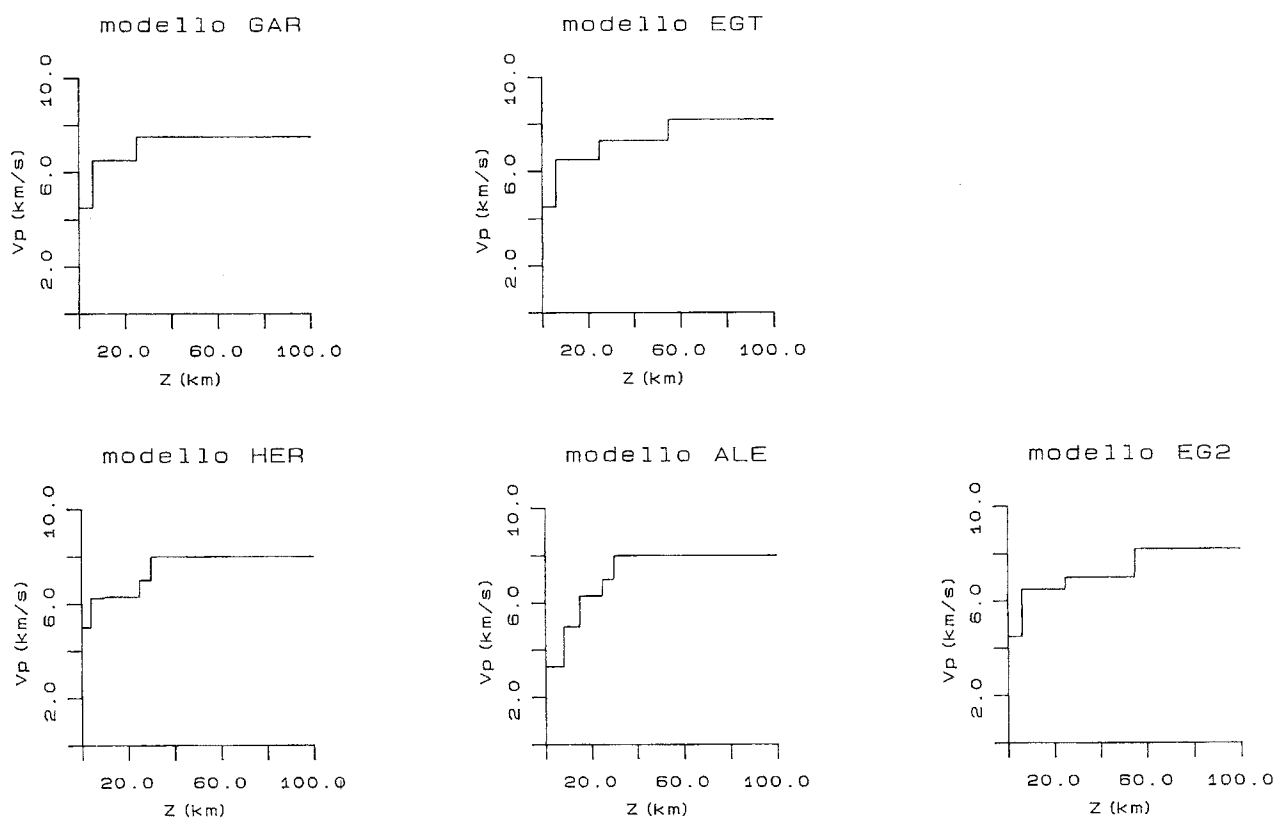 modello GAR
10.0
6.0
2.0
Vp (km/s)
20.0 60.0 100.0
Z (km)
modello EGT
10.0
6.0
2.0
Vp (km/s)
20.0 60.0 100.0
Z (km)
modello HER
10.0
6.0
2.0
Vp (km/s)
20.0 60.0 100.0
Z (km)
modello ALE
10.0
6.0
2.0
Vp (km/s)
20.0 60.0 100.0
Z (km)
modello EG2
10.0
6.0
2.0
Vp (km/s)
20.0 60.0 100.0
Z (km)